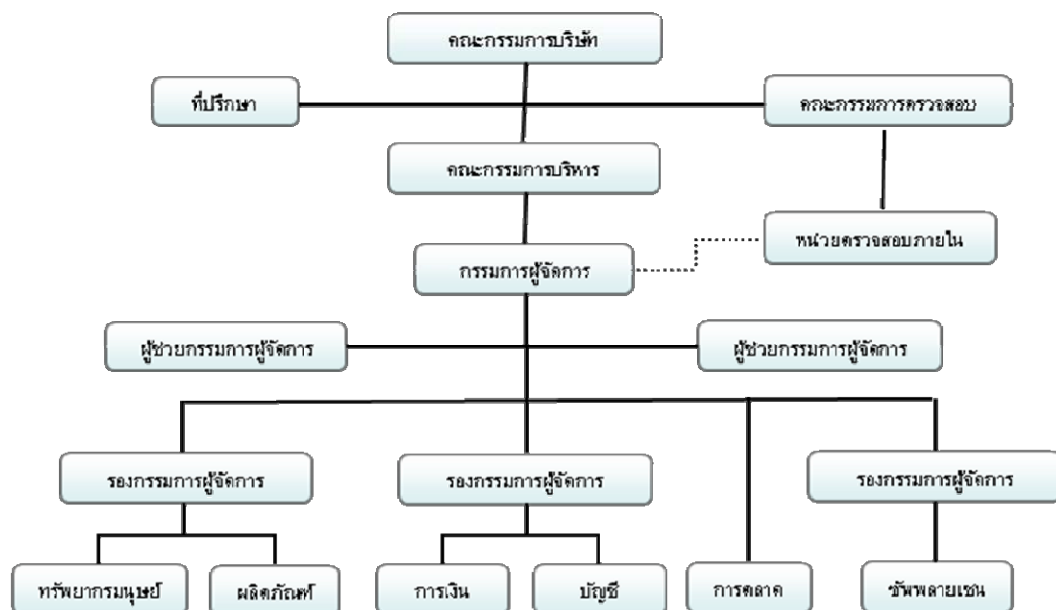 คณะกรรมการบริษัท
ที่ปรึกษา
คณะกรรมการตรวจสอบ
คณะกรรมการบริหาร
หน่วยตรวจสอบภายใน
กรรมการผู้จัดการ
ผู้ช่วยกรรมการผู้จัดการ
ผู้ช่วยกรรมการผู้จัดการ
รองกรรมการผู้จัดการ
รองกรรมการผู้จัดการ
รองกรรมการผู้จัดการ
ทรัพยากรมนุษย์
ผลิตภัณฑ์
การเงิน
บัญชี
การตลาด
ซัพพลายเชน